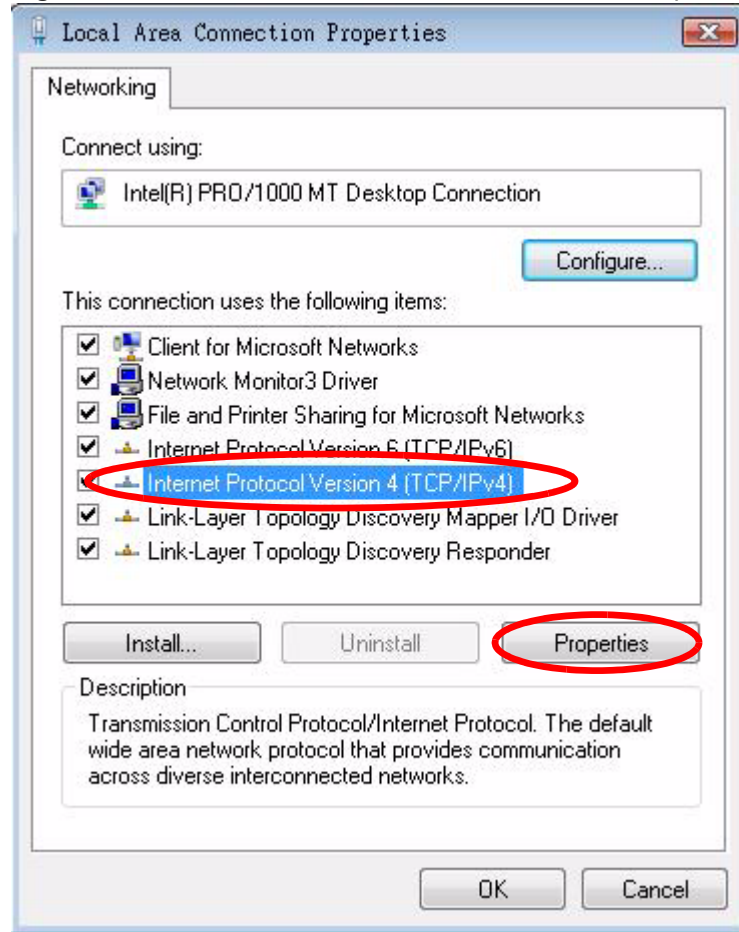 Local Area Connection Properties
Networking
Connect using:
Intel(R) PRO/1000 MT Desktop Connection
Configure...
This connection uses the following items:
Client for Microsoft Networks
Network Monitor3 Driver
File and Printer Sharing for Microsoft Networks
Internet Protocol Version 6 (TCP/IPv6)
Internet Protocol Version 4 (TCP/IPv4)
Link-Layer Topology Discovery Mapper I/O Driver
Link-Layer Topology Discovery Responder
Install...
Uninstall
Properties
Description
Transmission Control Protocol/Internet Protocol. The default
wide area network protocol that provides communication
across diverse interconnected networks.
OK
Cancel